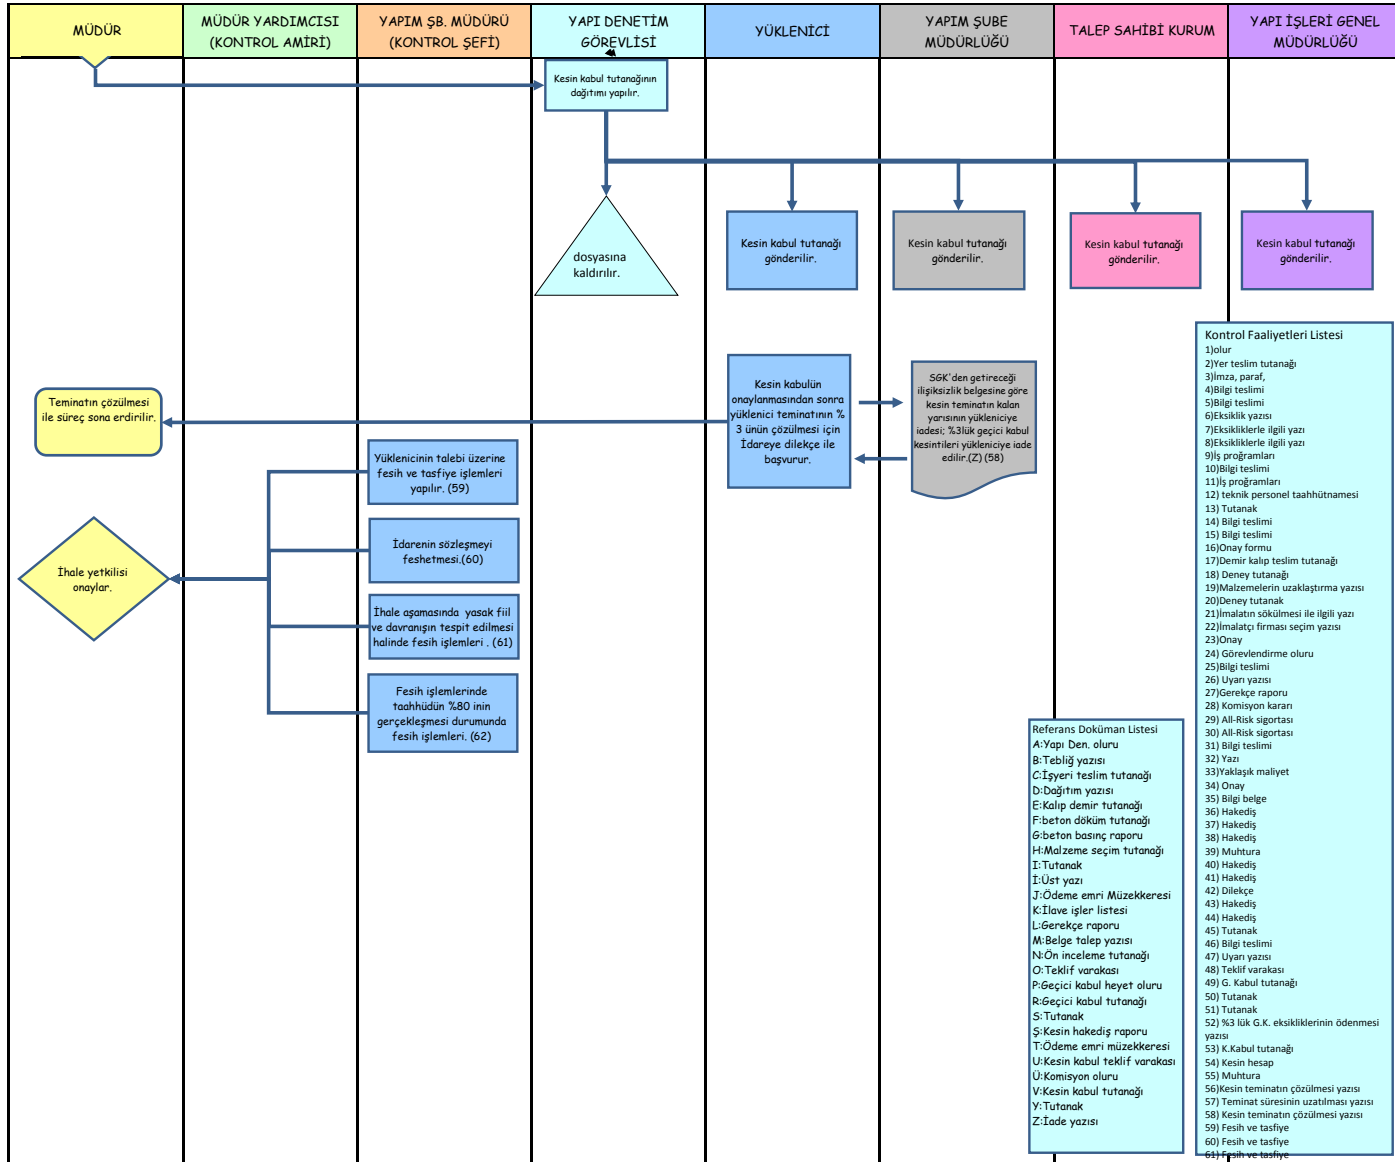 MÜDÜR
MÜDÜR YARDIMCISI
(KONTROL AMİRİ)
YAPIM ŞB. MÜDÜRÜ
(KONTROL ŞEFİ)
YAPI DENETİM
GÖREVLİSİ
YÜKLENİCİ
YAPIM ŞUBE
MÜDÜRLÜĞÜ
TALEP SAHİBİ KURUM
YAPI İŞLERİ GENEL
MÜDÜRLÜĞÜ
Kesin kabul tutanağının
dağıtımı yapılır.
dosyasına
kaldırılır.
Kesin kabul tutanağı
gönderilir.
Kesin kabul tutanağı
gönderilir.
Kesin kabul tutanağı
gönderilir.
Kesin kabul tutanağı
gönderilir.
Teminatın çözülmesi
ile süreç sona erdirilir.
Kesin kabulün
onaylanmasından sonra
yüklenici teminatının %
3 ünün çözülmesi için
İdareye dilekçe ile
başvurur.
SGK'den getireceği
ilişiksizlik belgesine göre
kesin teminatın kalan
yarısının yükleniciye
iadesi; %3lük geçici kabul
kesintileri yükleniciye iade
edilir.(Z) (58)
Yüklenicinin talebi üzerine
fesih ve tasfiye işlemleri
yapılır. (59)
İdarenin sözleşmeyi
feshetmesi.(60)
İhale yetkilisi
onaylar.
İhale aşamasında yasak fiil
ve davranışın tespit edilmesi
halinde fesih işlemleri . (61)
Fesih işlemlerinde
taahhüdün %80 inin
gerçekleşmesi durumunda
fesih işlemleri. (62)
Referans Doküman Listesi
A:Yapı Den. oluru
B:Tebliğ yazısı
C:İşyeri teslim tutanağı
D:Dağıtım yazısı
E:Kalıp demir tutanağı
F:beton döküm tutanağı
G:beton basınç raporu
H:Malzeme seçim tutanağı
I:Tutanak
İ:Üst yazı
J:Ödeme emri Müzekkeresi
K:İlave işler listesi
L:Gerekçe raporu
M:Belge talep yazısı
N:Ön inceleme tutanağı
O:Teklif varakası
P:Geçici kabul heyet oluru
R:Geçici kabul tutanağı
S:Tutanak
Ş:Kesin hakediş raporu
T:Ödeme emri müzekkeresi
U:Kesin kabul teklif varakası
Ü:Komisyon oluru
V:Kesin kabul tutanağı
Y:Tutanak
Z:İade yazısı
Kontrol Faaliyetleri Listesi
1)olur
2)Yer teslim tutanağı
3)İmza, paraf,
4)Bilgi teslimi
5)Bilgi teslimi
6)Eksiklik yazısı
7)Eksikliklerle ilgili yazı
8)Eksikliklerle ilgili yazı
9)İş proğramları
10)Bilgi teslimi
11)İş proğramları
12) teknik personel taahhütnamesi
13) Tutanak
14) Bilgi teslimi
15) Bilgi teslimi
16)Onay formu
17)Demir kalıp teslim tutanağı
18) Deney tutanağı
19)Malzemelerin uzaklaştırma yazısı
20)Deney tutanak
21)İmalatın sökülmesi ile ilgili yazı
22)İmalatçı firması seçim yazısı
23)Onay
24) Görevlendirme oluru
25)Bilgi teslimi
26) Uyarı yazısı
27)Gerekçe raporu
28) Komisyon kararı
29) All-Risk sigortası
30) All-Risk sigortası
31) Bilgi teslimi
32) Yazı
33)Yaklaşık maliyet
34) Onay
35) Bilgi belge
36) Hakediş
37) Hakediş
38) Hakediş
39) Muhtura
40) Hakediş
41) Hakediş
42) Dilekçe
43) Hakediş
44) Hakediş
45) Tutanak
46) Bilgi teslimi
47) Uyarı yazısı
48) Teklif varakası
49) G. Kabul tutanağı
50) Tutanak
51) Tutanak
52) %3 lük G.K. eksikliklerinin ödenmesi
yazısı
53) K.Kabul tutanağı
54) Kesin hesap
55) Muhtura
56)Kesin teminatın çözülmesi yazısı
57) Teminat süresinin uzatılması yazısı
58) Kesin teminatın çözülmesi yazısı
59) Fesih ve tasfiye
60) Fesih ve tasfiye
61) Fesih ve tasfiye